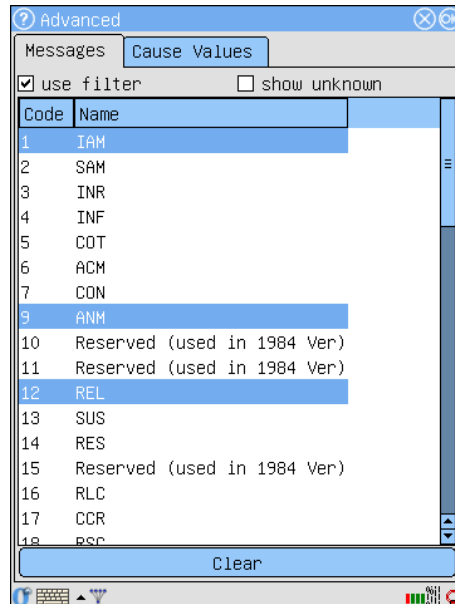 Advanced
Messages Cause Values
use filter show unknown
Code Name
1 IAM
2 SAM
3 INR
4 INF
5 COT
6 ACM
7 CON
9 ANM
10 Reserved (used in 1984 Ver)
11 Reserved (used in 1984 Ver)
12 REL
13 SUS
14 RES
15 Reserved (used in 1984 Ver)
16 RLC
17 CCR
18 RSC
Clear